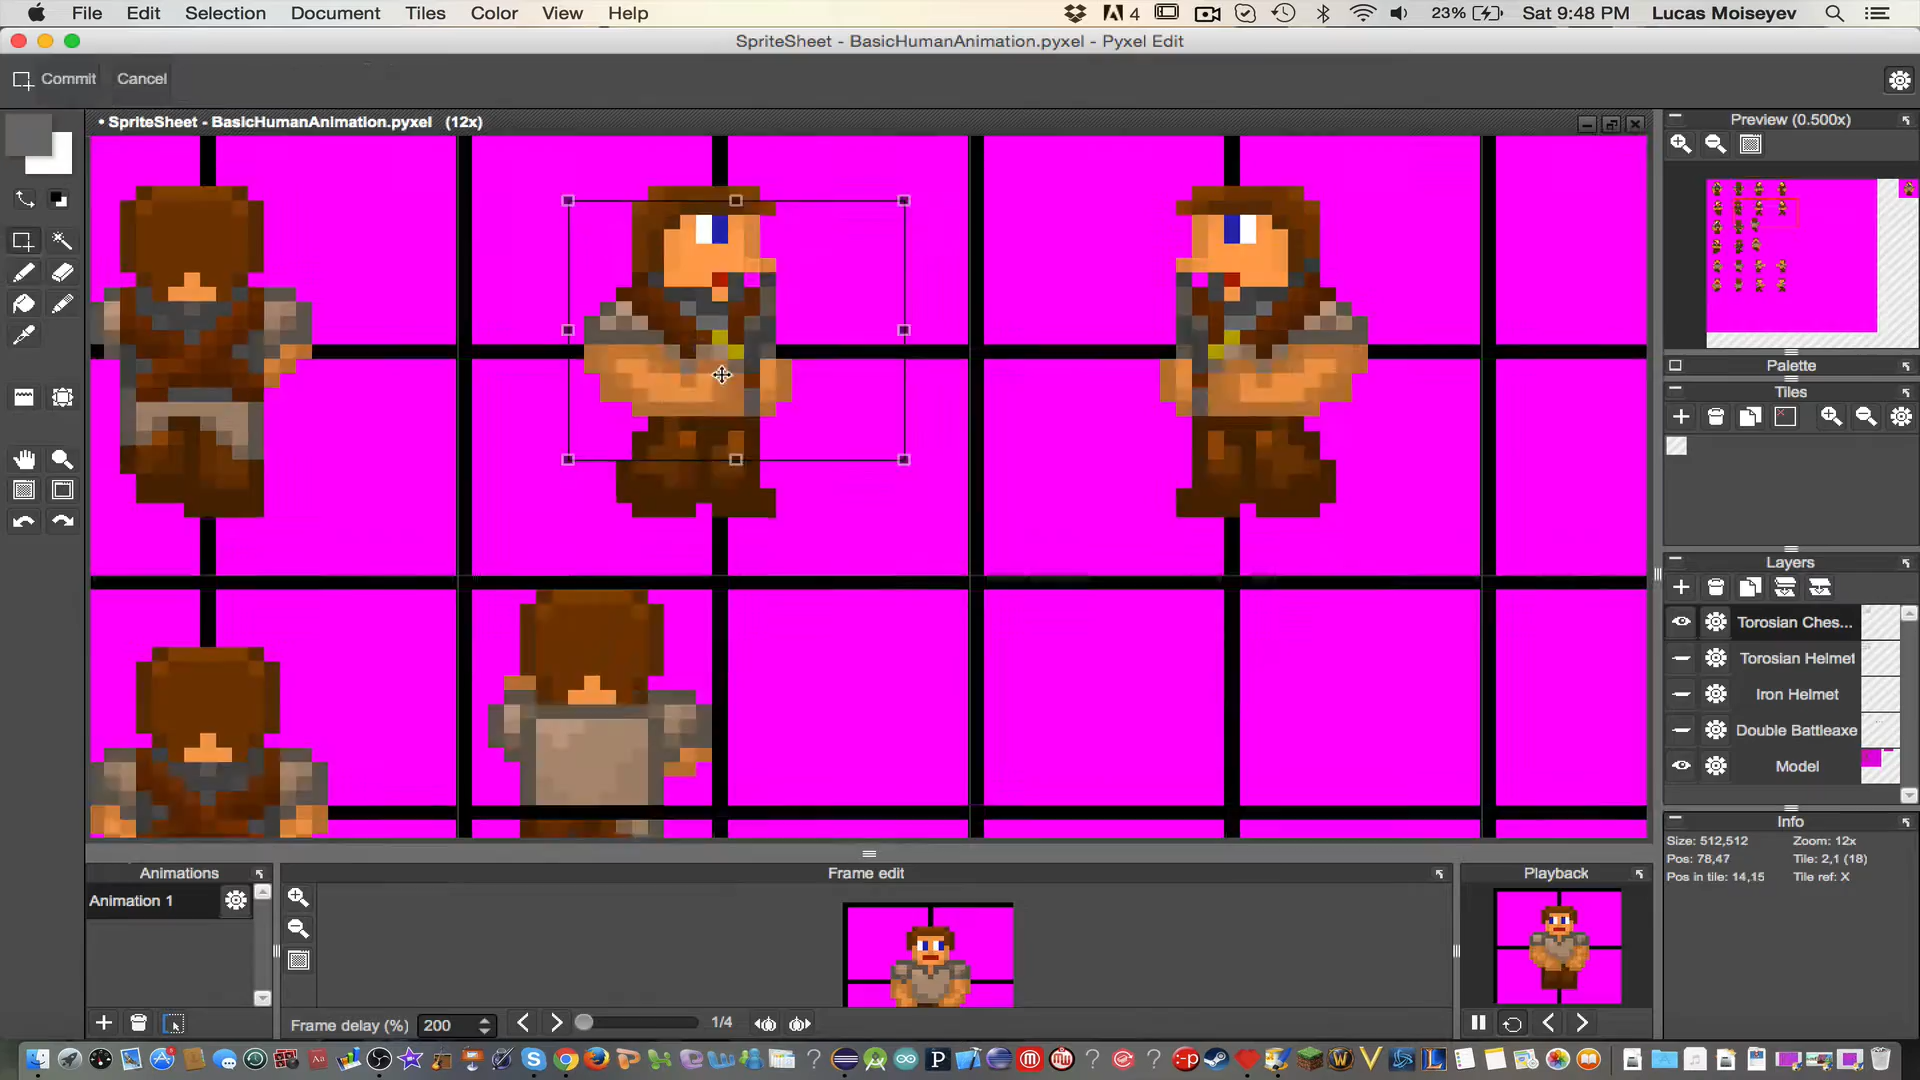 File Edit Selection Document Tiles Color View Help 4 23% Sat 9:48 PM Lucas Moiseyev
SpriteSheet - BasicHumanAnimation.pyxel - Pyxel Edit
Commit Cancel
• SpriteSheet - BasicHumanAnimation.pyxel (12x)
Preview (0.500x)
Palette
Tiles
Layers
Torosian Ches...
Torosian Helmet
Iron Helmet
Double Battleaxe
Model
Info
Size: 512,512 Zoom: 12x
Pos: 78,47 Tile: 2,1 (18)
Pos in tile: 14,15 Tile ref: X
Animations
Animation 1
Frame edit
Frame delay (%) 200 1/4
Playback